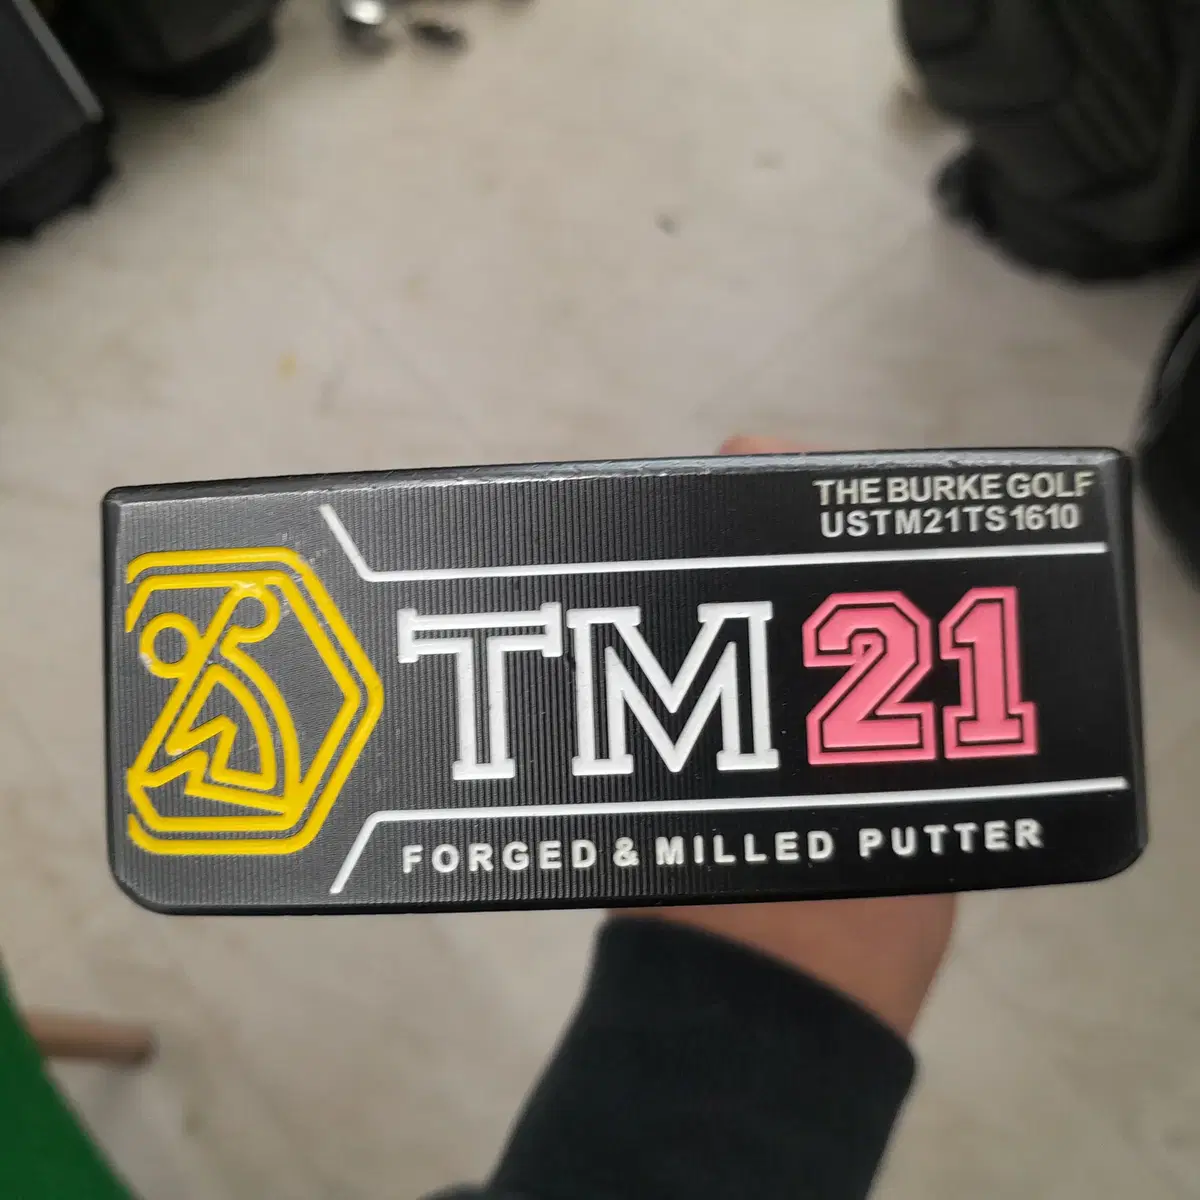 THE BURKE GOLF
USTM21TS1610
TM21
FORGED & MILLED PUTTER